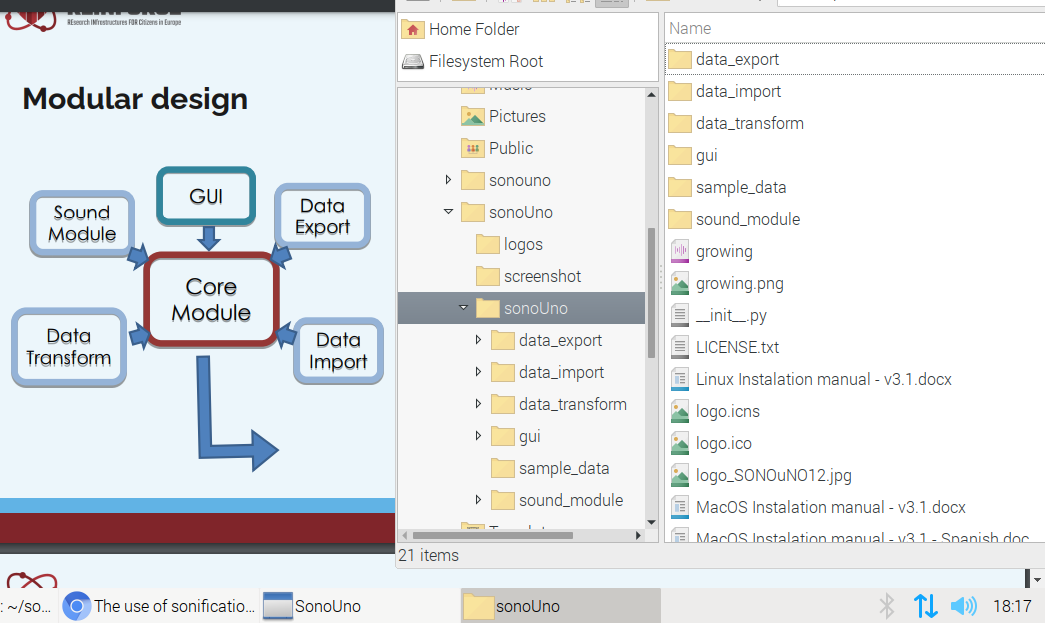 REINFORCE
REsearch INfrastructures FOR Citizens in Europe
Modular design
GUI
Sound
Module
Data
Export
Core
Module
Data
Transform
Data
Import
Home Folder
Filesystem Root
Music
Pictures
Public
sonouno
sonoUno
logos
screenshot
sonoUno
data_export
data_import
data_transform
gui
sample_data
sound_module
Name
data_export
data_import
data_transform
gui
sample_data
sound_module
growing
growing.png
__init__.py
LICENSE.txt
Linux Instalation manual - v3.1.docx
logo.icns
logo.ico
logo_SONOuNO12.jpg
MacOS Instalation manual - v3.1.docx
MacOS Instalation manual - v3.1 - Spanish.doc
21 items
: ~/so...
The use of sonificatio...
SonoUno
sonoUno
18:17